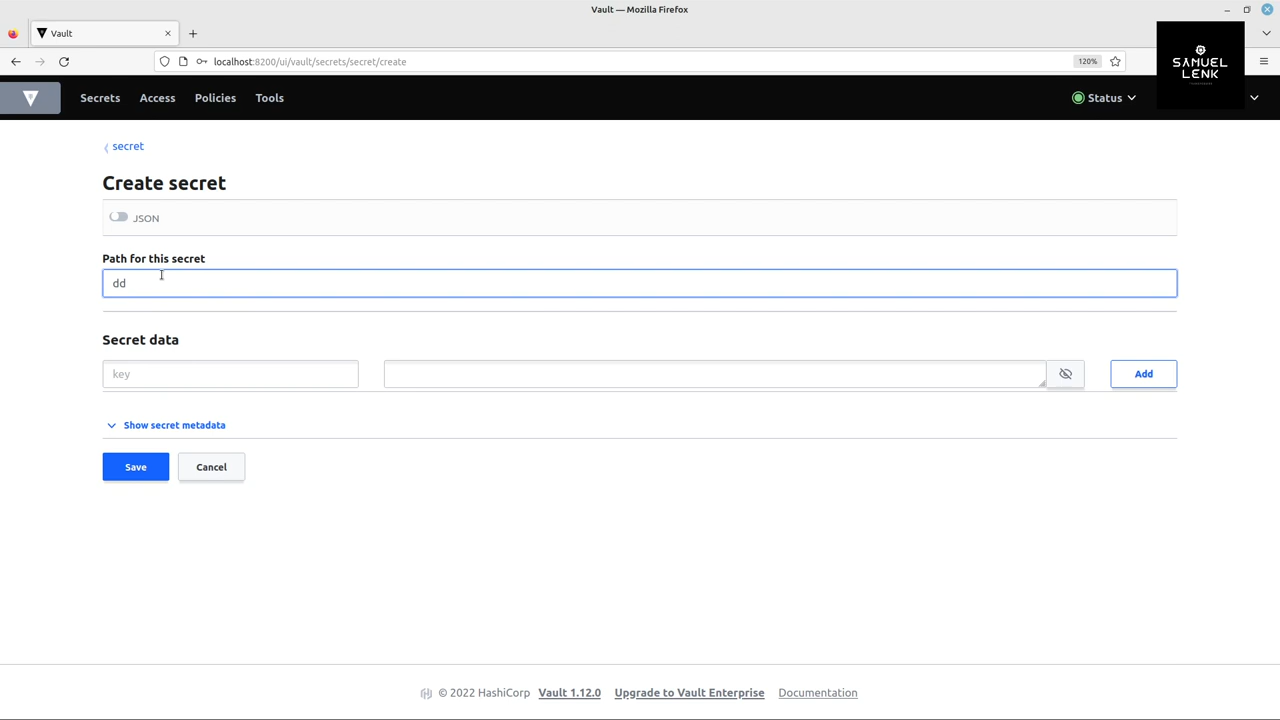 Vault — Mozilla Firefox
Vault
localhost:8200/ui/vault/secrets/secret/create
120%
SAMUEL
LENK
Secrets
Access
Policies
Tools
Status
secret
Create secret
JSON
Path for this secret
dd
Secret data
key
Add
Show secret metadata
Save
Cancel
© 2022 HashiCorp
Vault 1.12.0
Upgrade to Vault Enterprise
Documentation